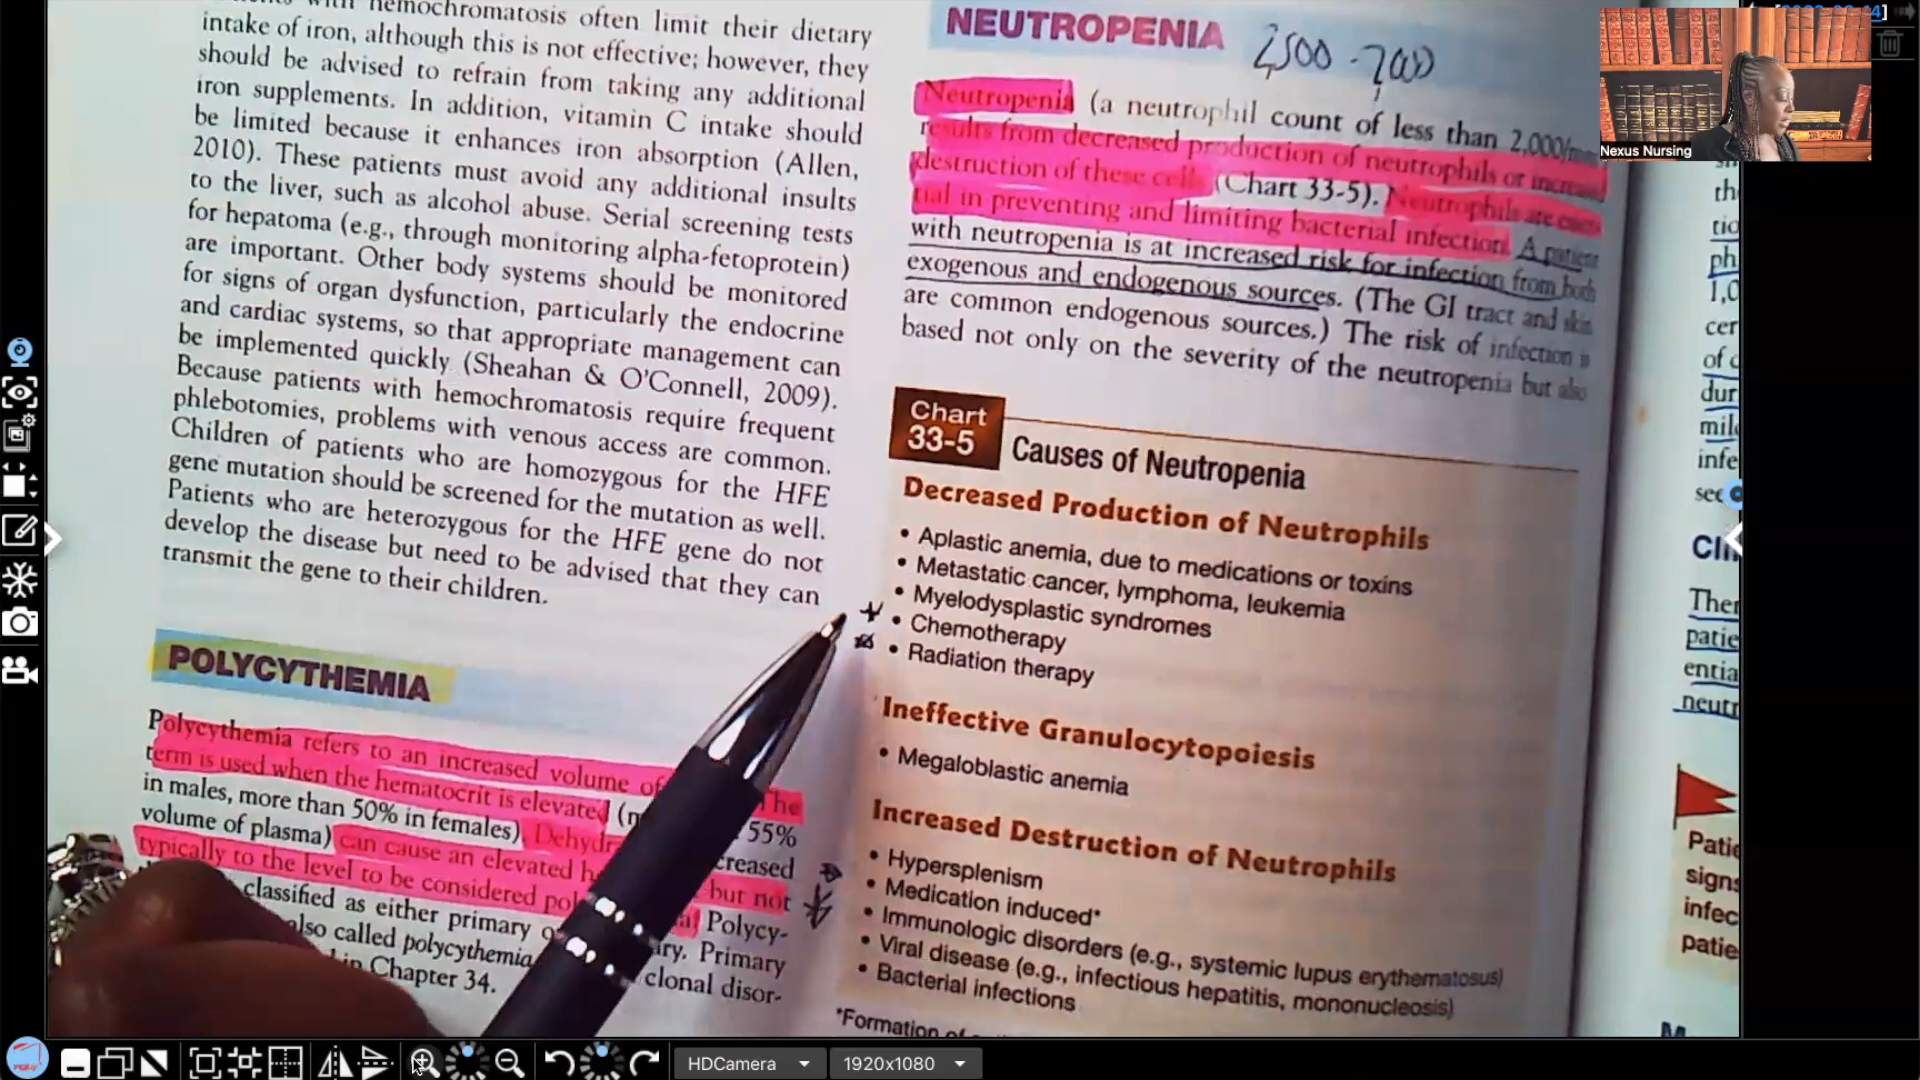 hemochromatosis often limit their dietary
intake of iron, although this is not effective; however, they
should be advised to refrain from taking any additional
iron supplements. In addition, vitamin C intake should
be limited because it enhances iron absorption (Allen,
2010). These patients must avoid any additional insults
to the liver, such as alcohol abuse. Serial screening tests
for hepatoma (e.g., through monitoring alpha-fetoprotein)
are important. Other body systems should be monitored
for signs of organ dysfunction, particularly the endocrine
and cardiac systems, so that appropriate management can
be implemented quickly (Sheahan & O'Connell, 2009).
Because patients with hemochromatosis require frequent
phlebotomies, problems with venous access are common.
Children of patients who are homozygous for the HFE
gene mutation should be screened for the mutation as well.
Patients who are heterozygous for the HFE gene do not
develop the disease but need to be advised that they can
transmit the gene to their children.
POLYCYTHEMIA
Polycythemia refers to an increased volume of The
term is used when the hematocrit is elevated 55%
in males, more than 50% in females).
volume of plasma) can cause an elevated but not
typically to the level to be considered Polycy-
classified as either primary Primary
also called polycythemia clonal disor-
in Chapter 34.
NEUTROPENIA 2500 - 7000
Neutropenia (a neutrophil count of less than 2,000/
results from decreased production of neutrophils or increased
destruction of these cells (Chart 33-5). Neutrophils are essen-
tial in preventing and limiting bacterial infection. A patient
with neutropenia is at increased risk for infection from both
exogenous and endogenous sources. (The GI tract and skin
are common endogenous sources.) The risk of infection is
based not only on the severity of the neutropenia but also
Chart
33-5
Causes of Neutropenia
Decreased Production of Neutrophils
• Aplastic anemia, due to medications or toxins
• Metastatic cancer, lymphoma, leukemia
• Myelodysplastic syndromes
• Chemotherapy
• Radiation therapy
Ineffective Granulocytopoiesis
• Megaloblastic anemia
Increased Destruction of Neutrophils
• Hypersplenism
• Medication induced*
• Immunologic disorders (e.g., systemic lupus erythematosus)
• Viral disease (e.g., infectious hepatitis, mononucleosis)
• Bacterial infections
*Formation of
Nexus Nursing
HDCamera
1920x1080